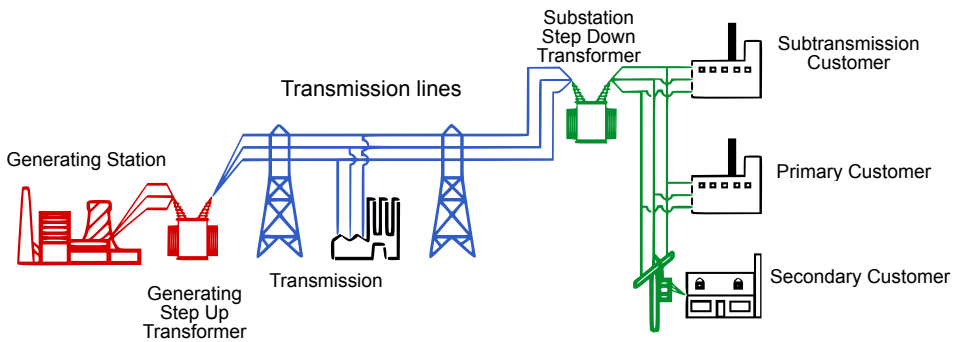 Substation
Step Down
Transformer
Subtransmission
Customer
Transmission lines
Generating Station
Primary Customer
Transmission
Secondary Customer
Generating
Step Up
Transformer